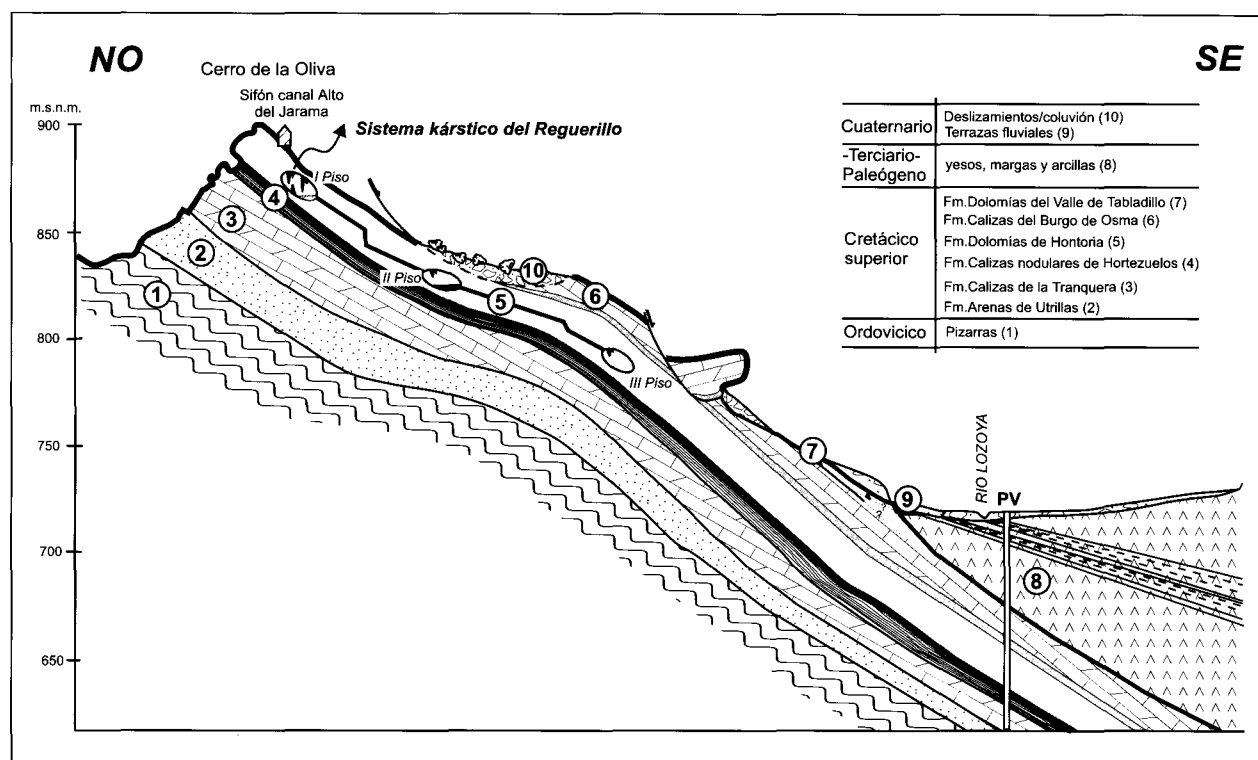 NO
SE
Cerro de la Oliva
Sifón canal Alto
del Jarama
Sistema kárstico del Reguerillo
m.s.n.m.
900
850
800
750
700
650
I Piso
II Piso
III Piso
1
2
3
4
5
6
7
8
9
10
RIO LOZOYA
PV
?
Cuaternario
Deslizamientos/coluvión (10)
Terrazas fluviales (9)
-Terciario-
Paleógeno
yesos, margas y arcillas (8)
Cretácico
superior
Fm.Dolomías del Valle de Tabladillo (7)
Fm.Calizas del Burgo de Osma (6)
Fm.Dolomías de Hontoria (5)
Fm.Calizas nodulares de Hortezuelos (4)
Fm.Calizas de la Tranquera (3)
Fm.Arenas de Utrillas (2)
Ordovicico
Pizarras (1)